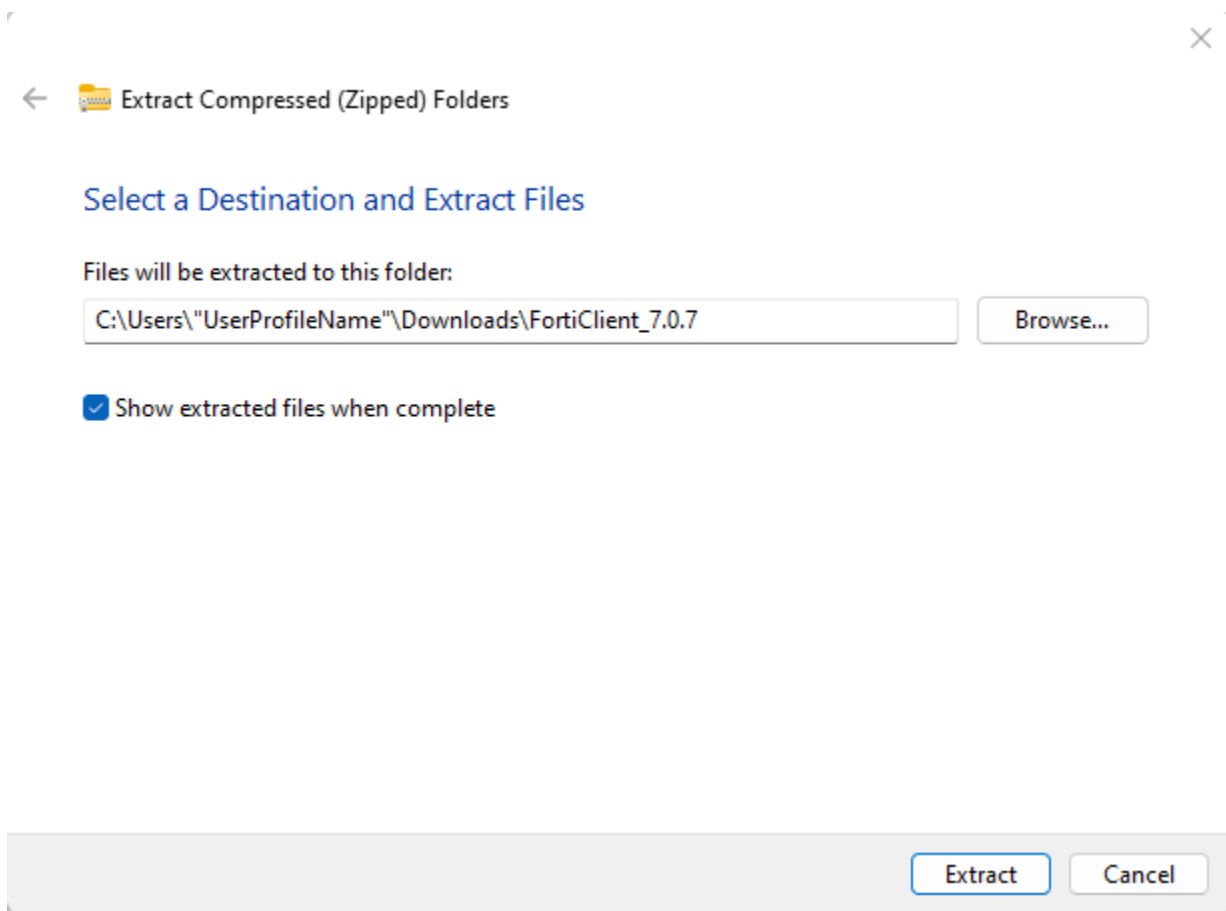 Extract Compressed (Zipped) Folders
Select a Destination and Extract Files
Files will be extracted to this folder:
C:\Users\"UserProfileName"\Downloads\FortiClient_7.0.7
Browse...
Show extracted files when complete
Extract
Cancel